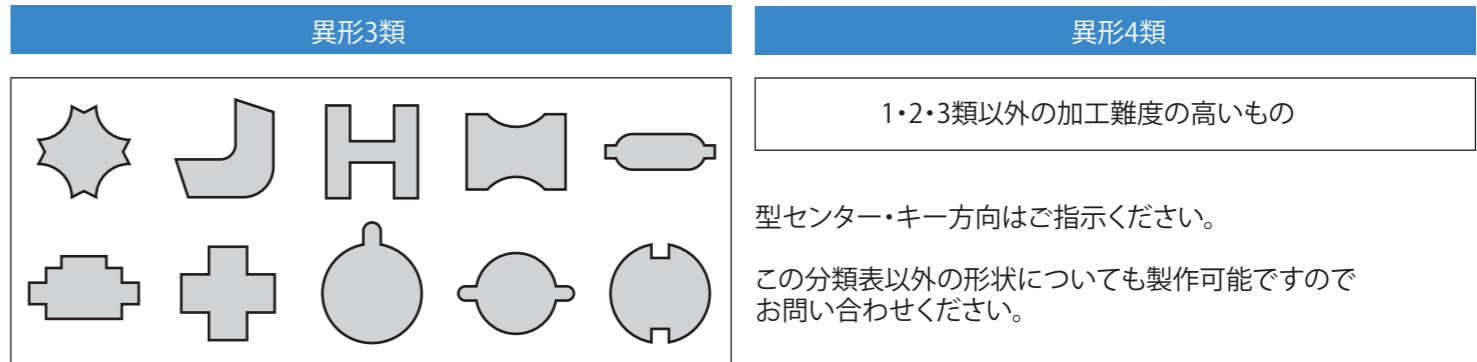 異形3類
異形4類
1・2・3類以外の加工難度の高いもの
型センター・キー方向はご指示ください。
この分類表以外の形状についても製作可能ですので
お問い合わせください。